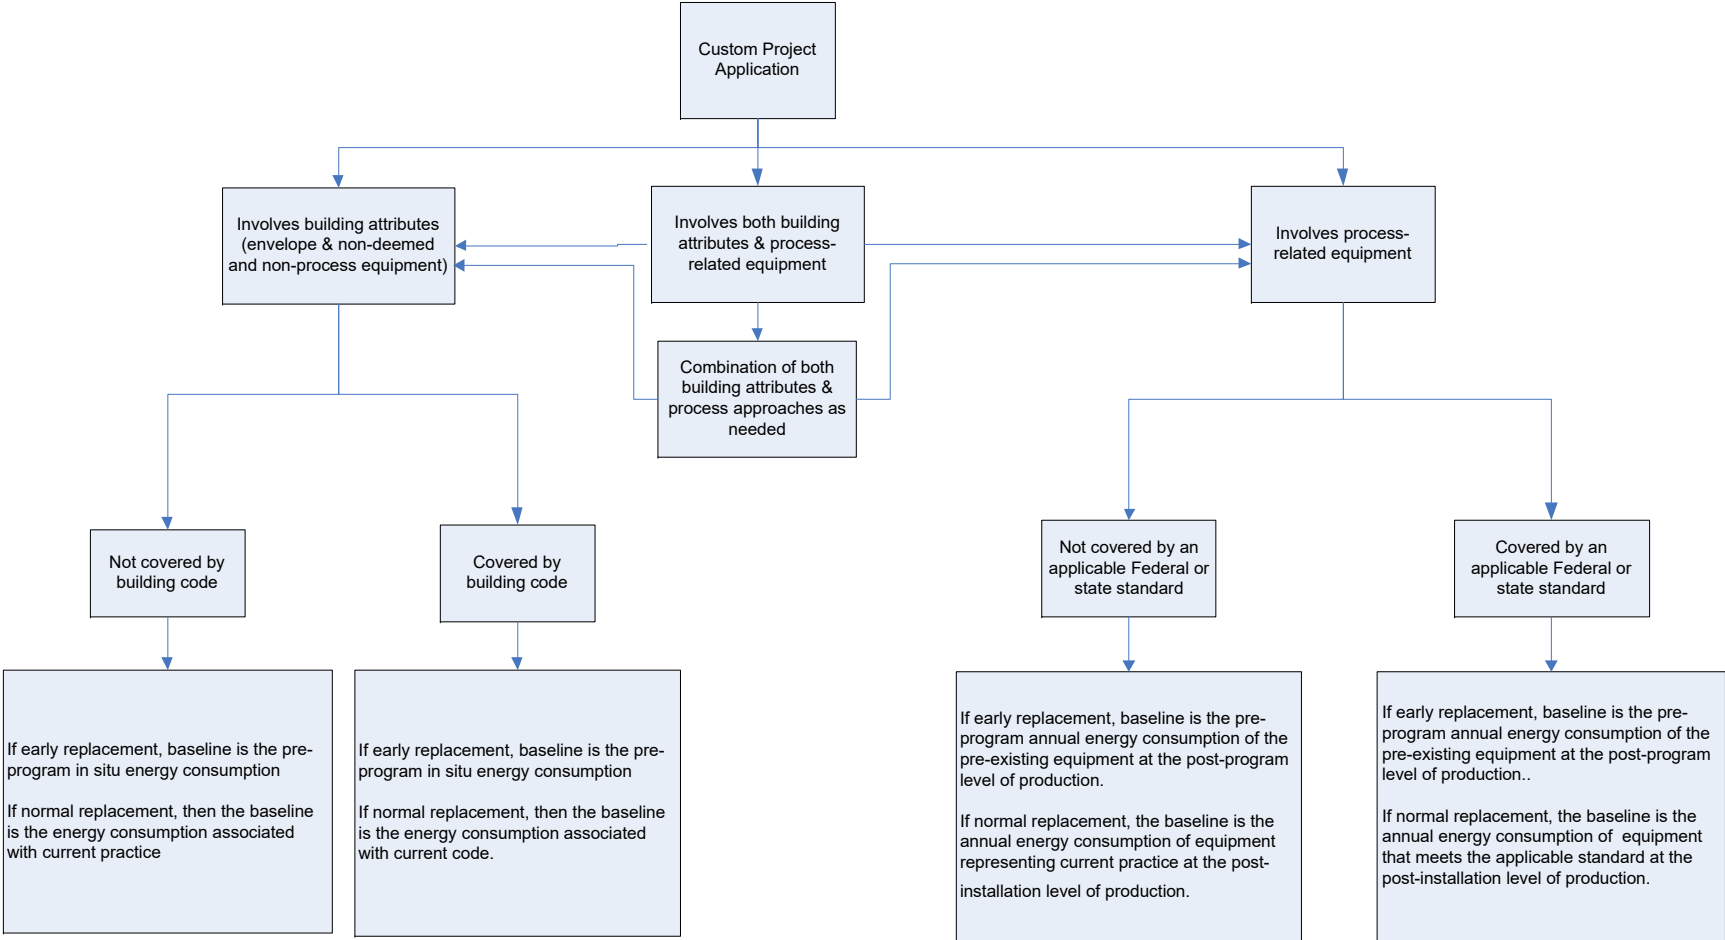 Custom Project
Application
Involves building attributes
(envelope & non-deemed
and non-process equipment)
Involves both building
attributes & process-
related equipment
Involves process-
related equipment
Combination of both
building attributes &
process approaches as
needed
Not covered by
building code
Covered by
building code
Not covered by an
applicable Federal or
state standard
Covered by an
applicable Federal or
state standard
If early replacement, baseline is the pre-
program in situ energy consumption
If normal replacement, then the baseline
is the energy consumption associated
with current practice
If early replacement, baseline is the pre-
program in situ energy consumption
If normal replacement, then the baseline
is the energy consumption associated
with current code.
If early replacement, baseline is the pre-
program annual energy consumption of the
pre-existing equipment at the post-program
level of production.
If normal replacement, the baseline is the
annual energy consumption of equipment
representing current practice at the post-
installation level of production.
If early replacement, baseline is the pre-
program annual energy consumption of the
pre-existing equipment at the post-program
level of production..
If normal replacement, the baseline is the
annual energy consumption of  equipment
that meets the applicable standard at the
post-installation level of production.